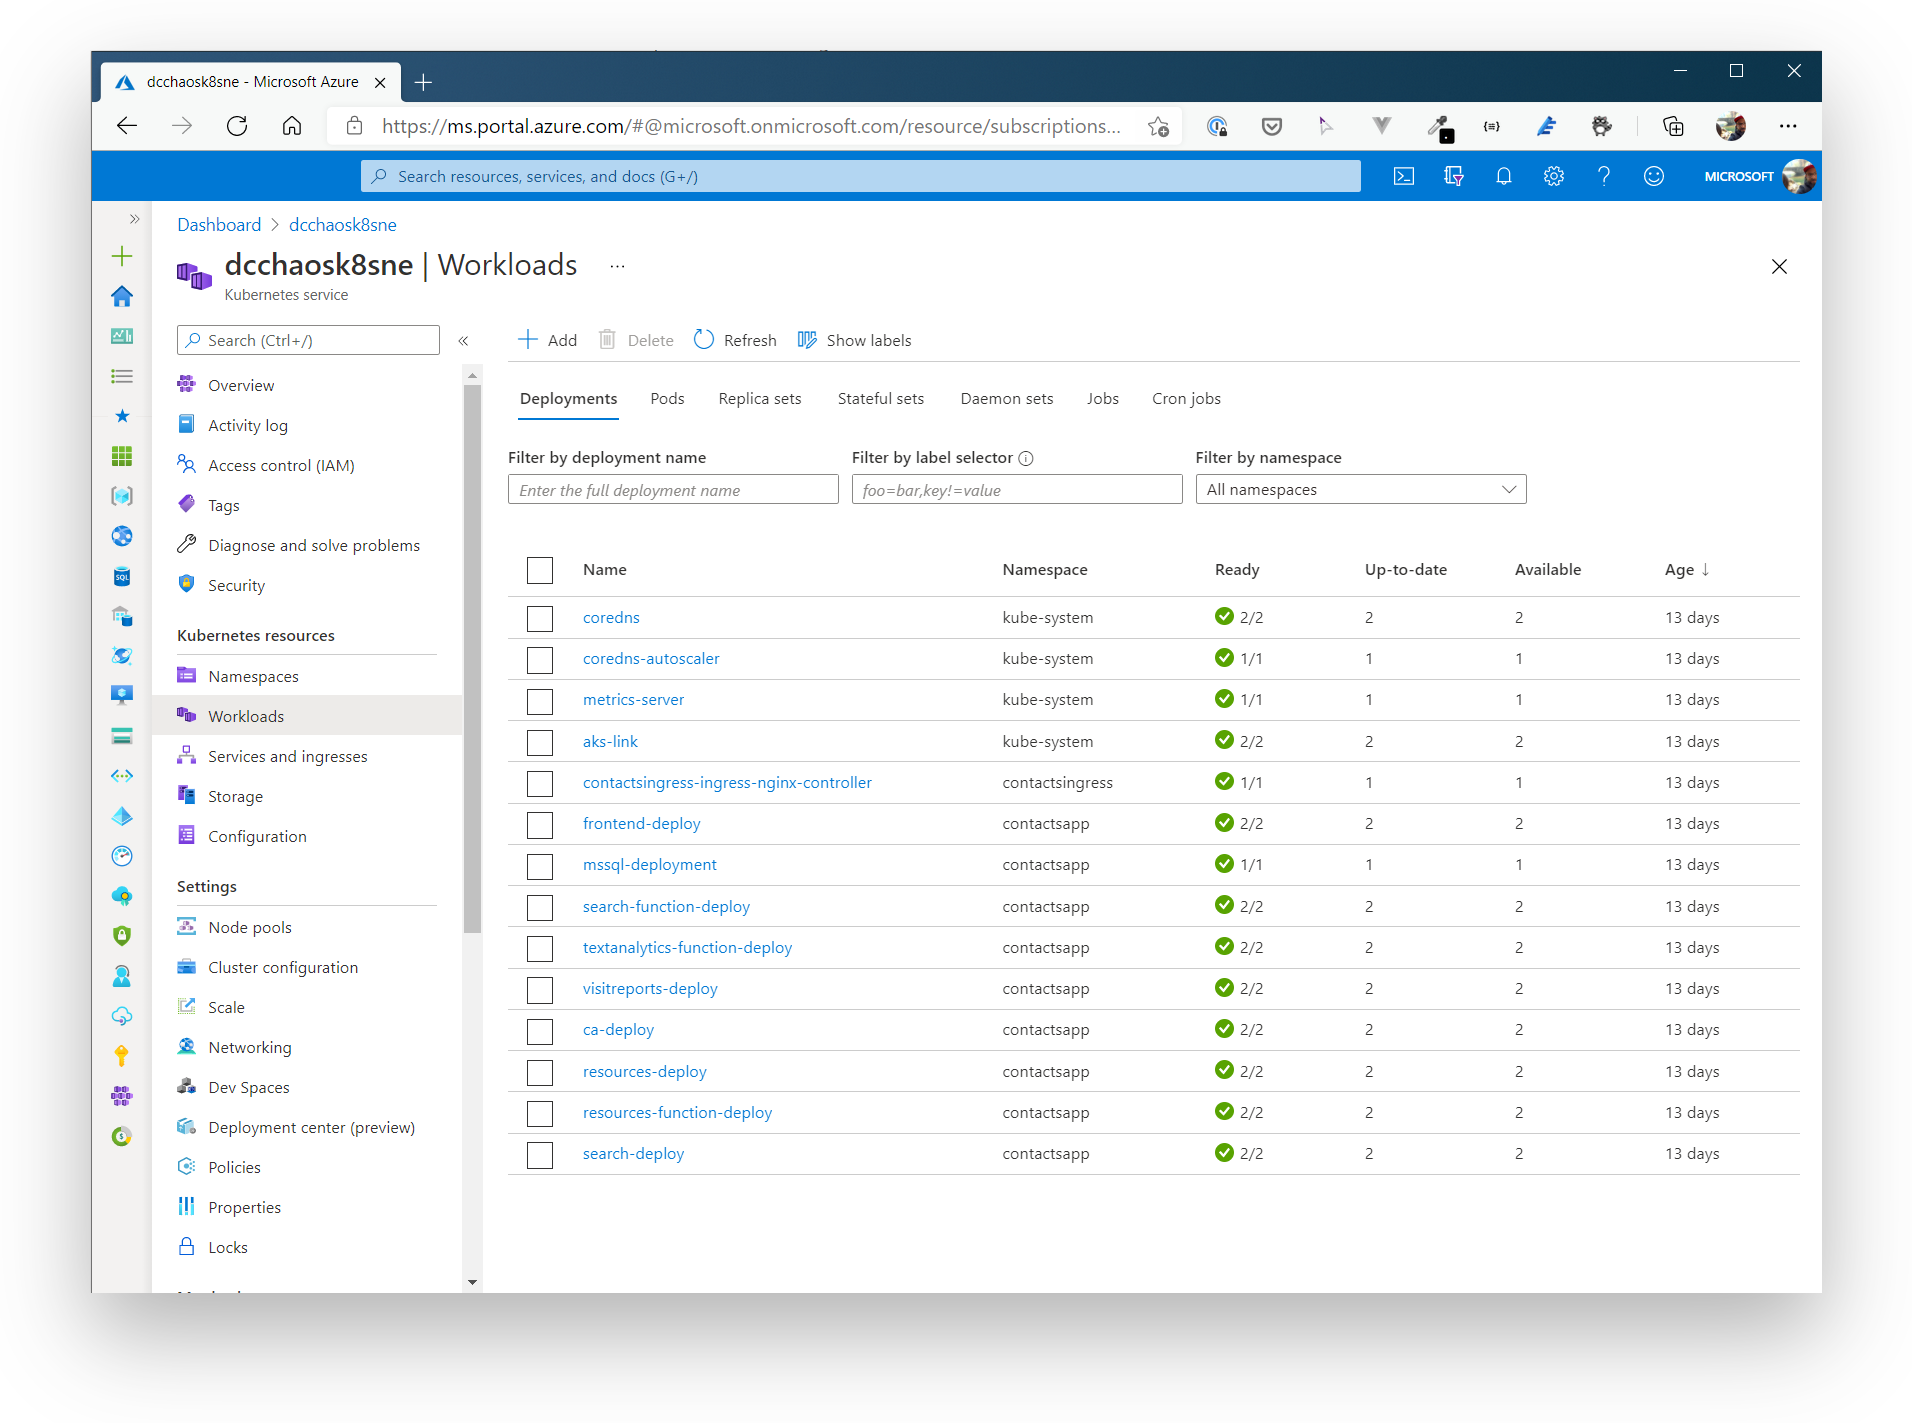 dcchaosk8sne - Microsoft Azure
https://ms.portal.azure.com/#@microsoft.onmicrosoft.com/resource/subscriptions...
Search resources, services, and docs (G+/)
MICROSOFT
Dashboard > dcchaosk8sne
dcchaosk8sne | Workloads ...
Kubernetes service
Search (Ctrl+/)
Overview
Activity log
Access control (IAM)
Tags
Diagnose and solve problems
Security
Kubernetes resources
Namespaces
Workloads
Services and ingresses
Storage
Configuration
Settings
Node pools
Cluster configuration
Scale
Networking
Dev Spaces
Deployment center (preview)
Policies
Properties
Locks
Add Delete Refresh Show labels
Deployments Pods Replica sets Stateful sets Daemon sets Jobs Cron jobs
Filter by deployment name Filter by label selector Filter by namespace
Enter the full deployment name foo=bar,key!=value All namespaces
Name Namespace Ready Up-to-date Available Age ↓
coredns kube-system 2/2 2 2 13 days
coredns-autoscaler kube-system 1/1 1 1 13 days
metrics-server kube-system 1/1 1 1 13 days
aks-link kube-system 2/2 2 2 13 days
contactsingress-ingress-nginx-controller contactsingress 1/1 1 1 13 days
frontend-deploy contactsapp 2/2 2 2 13 days
mssql-deployment contactsapp 1/1 1 1 13 days
search-function-deploy contactsapp 2/2 2 2 13 days
textanalytics-function-deploy contactsapp 2/2 2 2 13 days
visitreports-deploy contactsapp 2/2 2 2 13 days
ca-deploy contactsapp 2/2 2 2 13 days
resources-deploy contactsapp 2/2 2 2 13 days
resources-function-deploy contactsapp 2/2 2 2 13 days
search-deploy contactsapp 2/2 2 2 13 days